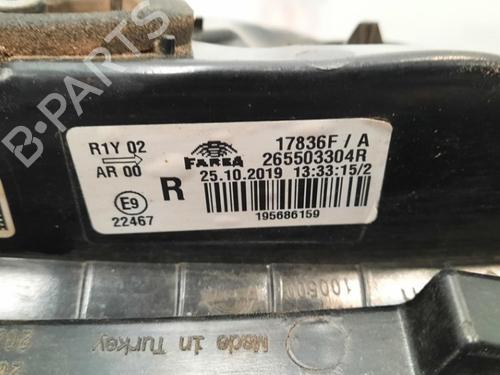 R1Y 02
AR 00
E9
22467
FARBA
R
17836F / A
265503304R
25.10.2019 13:33:15/2
195686159
Made in Turkey
B-PARTS